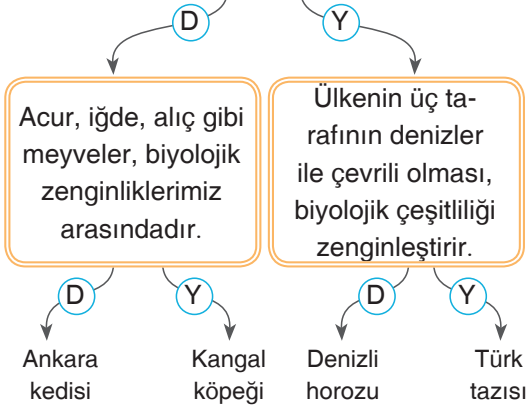 D
Y
Acur, iğde, alıç gibi
meyveler, biyolojik
zenginliklerimiz
arasındadır.
Ülkenin üç ta-
rafının denizler
ile çevrili olması,
biyolojik çeşitliliği
zenginleştirir.
D
Y
D
Y
Ankara
kedisi
Kangal
köpeği
Denizli
horozu
Türk
tazısı